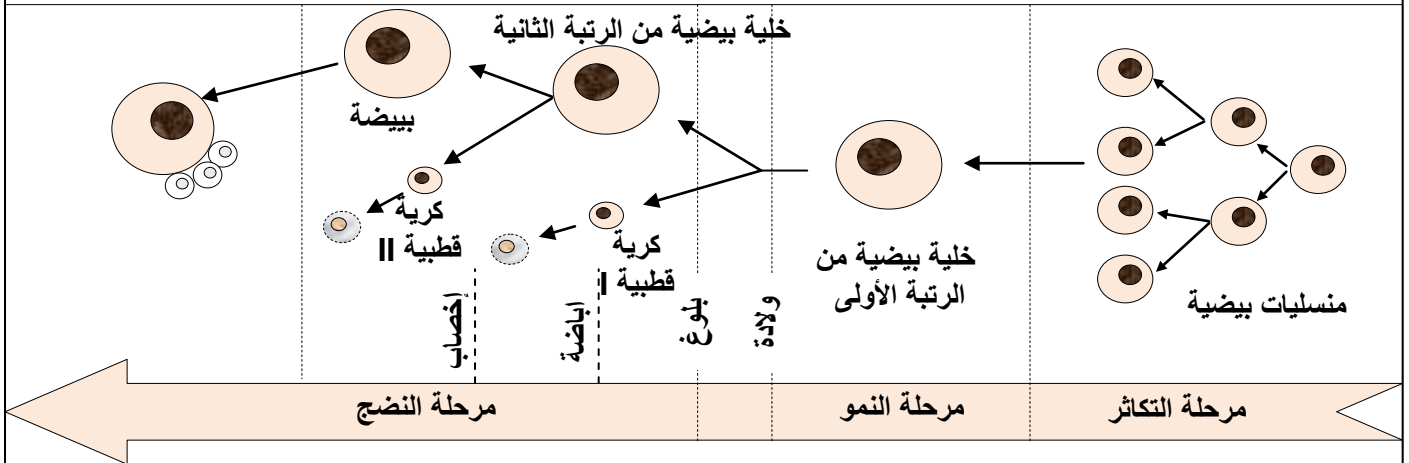 خلية بيضية من الرتبة الثانية
بييضة
كرية
قطبية II
كرية
قطبية I
خلية بيضية من
الرتبة الأولى
منسليات بيضية
إخصاب
اباضة
بلوغ
ولادة
مرحلة التكاثر
مرحلة النمو
مرحلة النضج